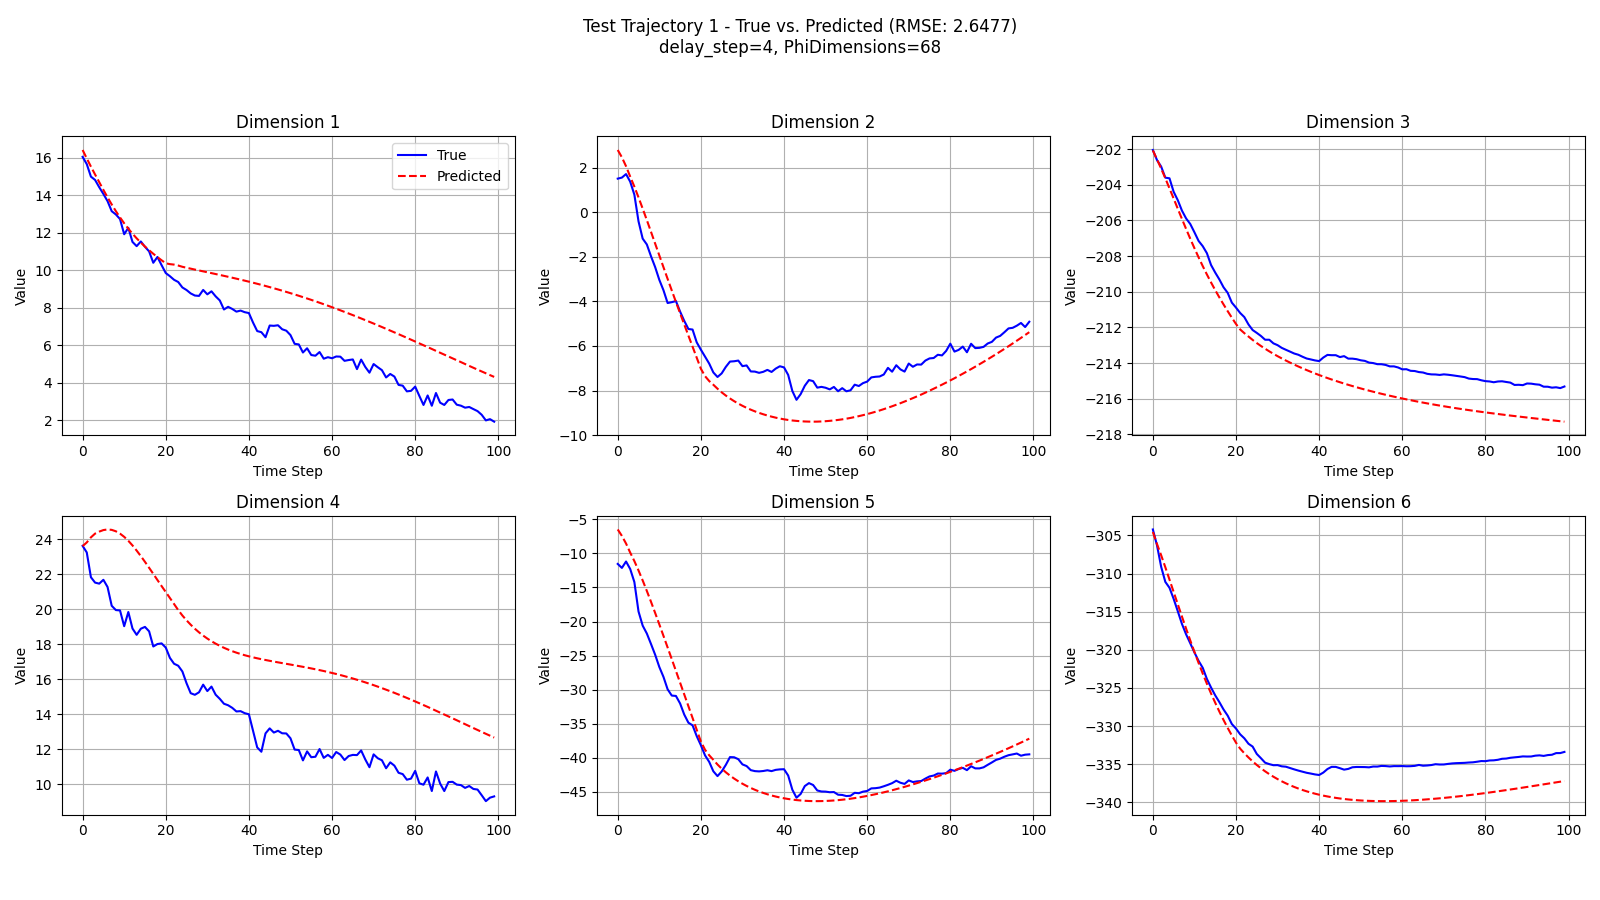 Test Trajectory 1 - True vs. Predicted (RMSE: 2.6477)
delay_step=4, PhiDimensions=68
Dimension 1
True
Predicted
Value
16
14
12
10
8
6
4
2
0 20 40 60 80 100
Time Step
Dimension 2
Value
2
0
−2
−4
−6
−8
−10
0 20 40 60 80 100
Time Step
Dimension 3
Value
−202
−204
−206
−208
−210
−212
−214
−216
−218
0 20 40 60 80 100
Time Step
Dimension 4
Value
24
22
20
18
16
14
12
10
0 20 40 60 80 100
Time Step
Dimension 5
Value
−5
−10
−15
−20
−25
−30
−35
−40
−45
0 20 40 60 80 100
Time Step
Dimension 6
Value
−305
−310
−315
−320
−325
−330
−335
−340
0 20 40 60 80 100
Time Step